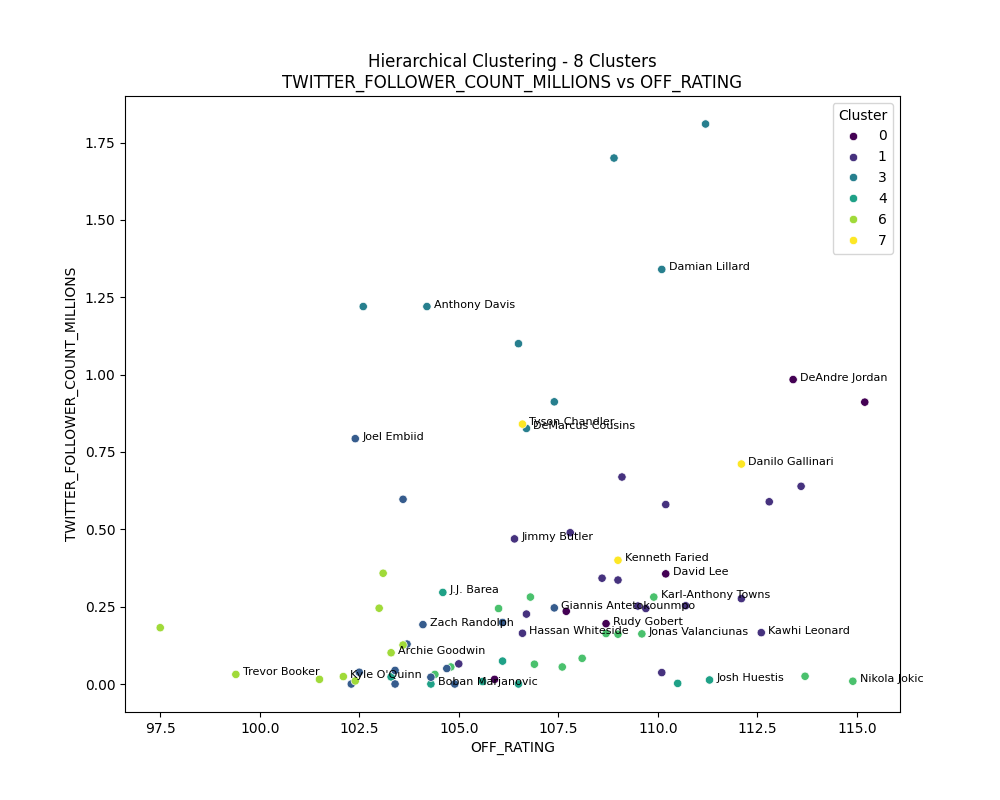 Hierarchical Clustering - 8 Clusters
TWITTER_FOLLOWER_COUNT_MILLIONS vs OFF_RATING
Cluster
0
1
3
4
6
7
TWITTER_FOLLOWER_COUNT_MILLIONS
1.75
1.50
1.25
1.00
0.75
0.50
0.25
0.00
Damian Lillard
Anthony Davis
DeAndre Jordan
Tyson Chandler
DeMarcus Cousins
Joel Embiid
Danilo Gallinari
Jimmy Butler
Kenneth Faried
David Lee
J.J. Barea
Karl-Anthony Towns
Giannis Antetokounmpo
Zach Randolph
Rudy Gobert
Hassan Whiteside
Jonas Valanciunas
Kawhi Leonard
Archie Goodwin
Trevor Booker
Kyle O'Quinn
Boban Marjanovic
Josh Huestis
Nikola Jokic
97.5
100.0
102.5
105.0
107.5
110.0
112.5
115.0
OFF_RATING